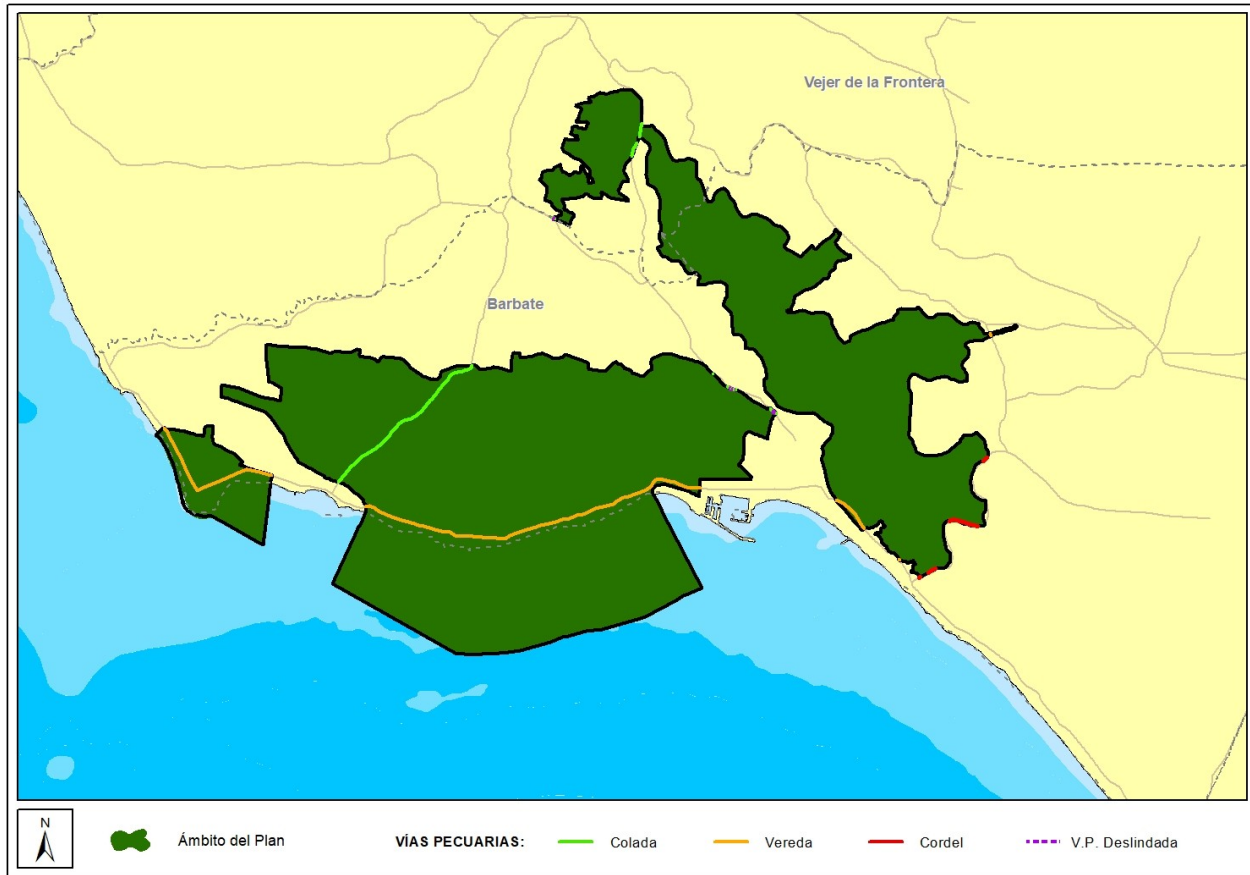 Vejer de la Frontera
Barbate
N
Ámbito del Plan
VÍAS PECUARIAS:
Colada
Vereda
Cordel
V.P. Deslindada